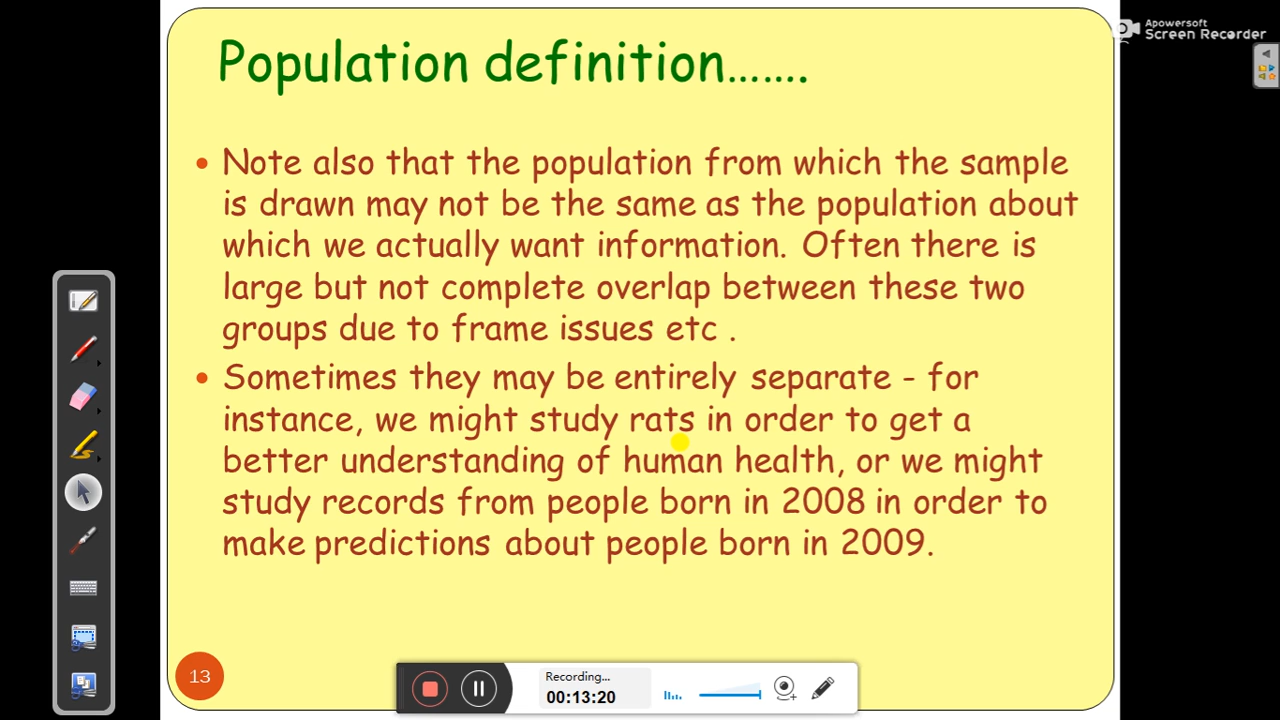 Apowersoft
Screen Recorder
Population definition.......
• Note also that the population from which the sample
is drawn may not be the same as the population about
which we actually want information. Often there is
large but not complete overlap between these two
groups due to frame issues etc .
• Sometimes they may be entirely separate - for
instance, we might study rats in order to get a
better understanding of human health, or we might
study records from people born in 2008 in order to
make predictions about people born in 2009.
13
Recording...
00:13:20